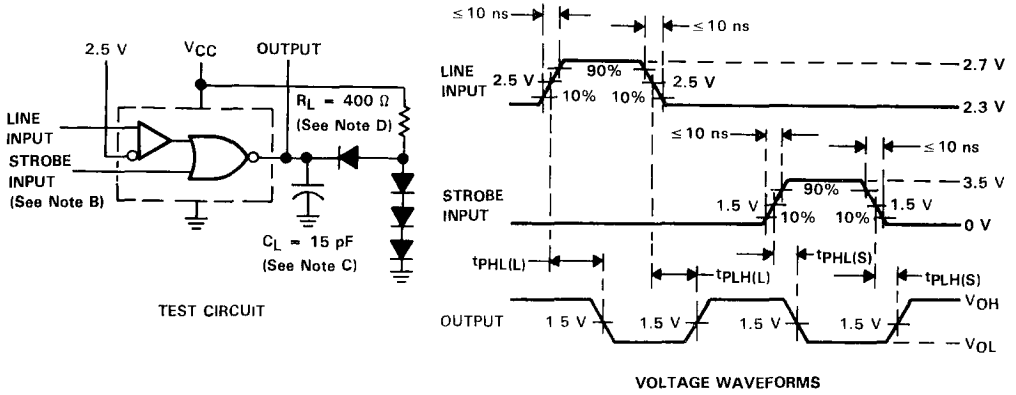 2.5 V
VCC
OUTPUT
RL = 400 Ω
(See Note D)
LINE
INPUT
STROBE
INPUT
(See Note B)
CL = 15 pF
(See Note C)
TEST CIRCUIT
≤ 10 ns
≤ 10 ns
LINE
INPUT
2.5 V
90%
2.5 V
10%
10%
2.7 V
2.3 V
≤ 10 ns
≤ 10 ns
STROBE
INPUT
1.5 V
90%
1.5 V
10%
10%
3.5 V
0 V
tPHL(L)
tPLH(L)
tPHL(S)
tPLH(S)
OUTPUT
1 5 V
1.5 V
1.5 V
1.5 V
VOH
VOL
VOLTAGE WAVEFORMS